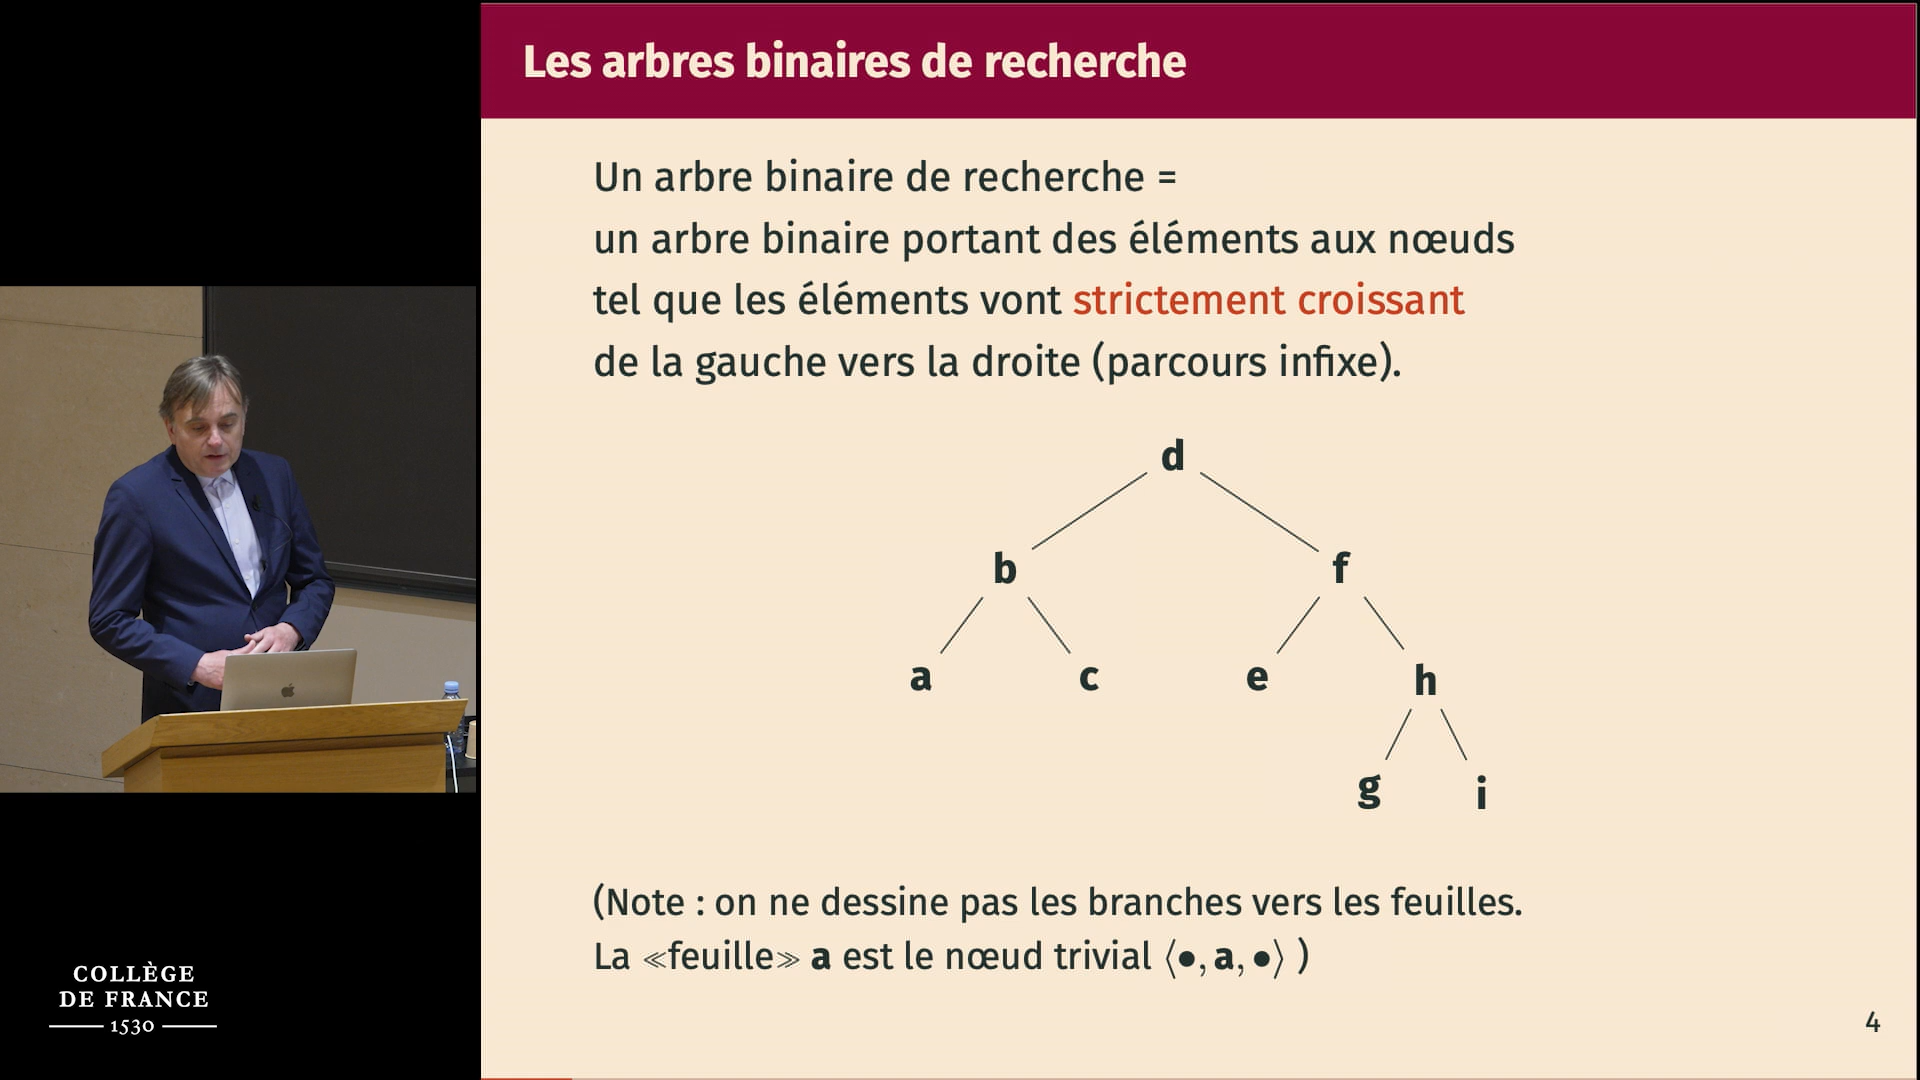 Les arbres binaires de recherche
Un arbre binaire de recherche =
un arbre binaire portant des éléments aux nœuds
tel que les éléments vont strictement croissant
de la gauche vers la droite (parcours infixe).
d
b f
a c e h
g i
(Note : on ne dessine pas les branches vers les feuilles.
La ≪feuille≫ a est le nœud trivial ⟨•, a, •⟩ )
4
COLLÈGE
DE FRANCE
1530